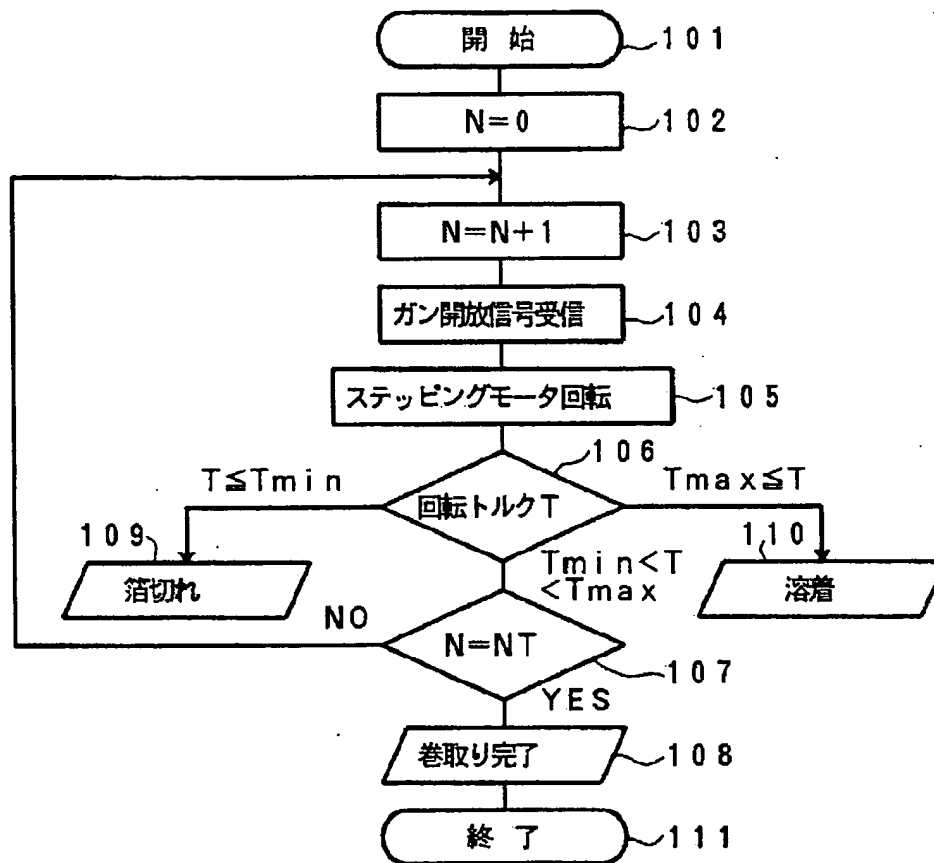 開始 101
N=0 102
N=N+1 103
ガン開放信号受信 104
ステッピングモータ回転 105
106
T≦Tmin
回転トルクT
Tmax≦T
109
箔切れ
110
溶着
Tmin<T
<Tmax
NO
N=NT
107
YES
巻取り完了 108
終了 111